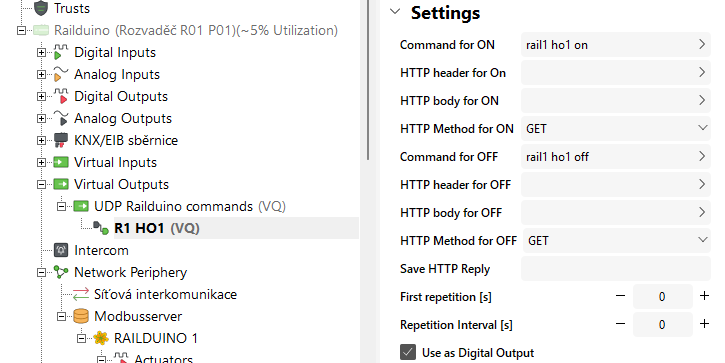 Trusts
Railduino (Rozvaděč R01 P01)(~5% Utilization)
Digital Inputs
Analog Inputs
Digital Outputs
Analog Outputs
KNX/EIB sběrnice
Virtual Inputs
Virtual Outputs
UDP Railduino commands (VQ)
R1 HO1 (VQ)
Intercom
Network Periphery
Síťová interkomunikace
Modbusserver
RAILDUINO 1
Actuators
Settings
Command for ON rail1 ho1 on
HTTP header for On
HTTP body for ON
HTTP Method for ON GET
Command for OFF rail1 ho1 off
HTTP header for OFF
HTTP body for OFF
HTTP Method for OFF GET
Save HTTP Reply
First repetition [s] − 0 +
Repetition Interval [s] − 0 +
Use as Digital Output